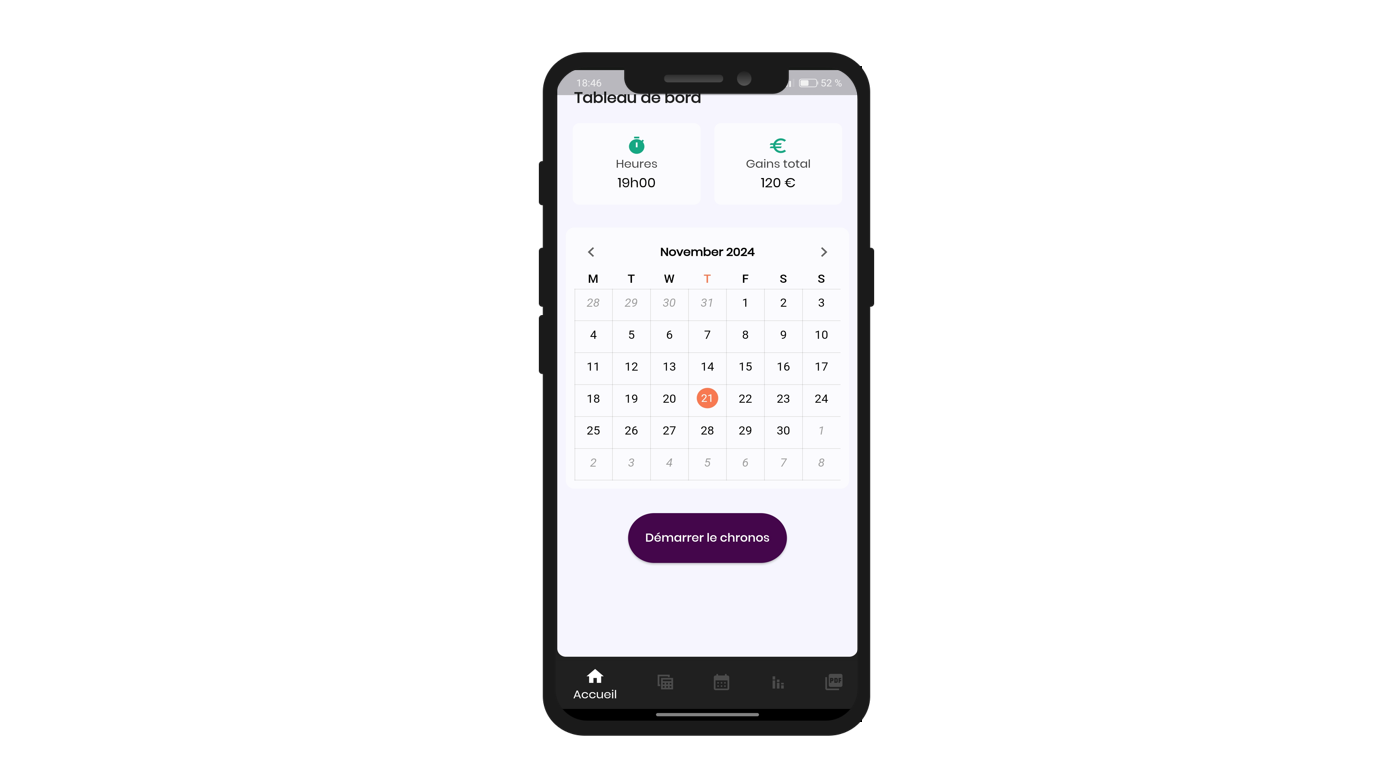 18:46 52 %
Tableau de bord
Heures Gains total
19h00 120 €
November 2024
M T W T F S S
28 29 30 31 1 2 3
4 5 6 7 8 9 10
11 12 13 14 15 16 17
18 19 20 21 22 23 24
25 26 27 28 29 30 1
2 3 4 5 6 7 8
Démarrer le chronos
PDF
Accueil